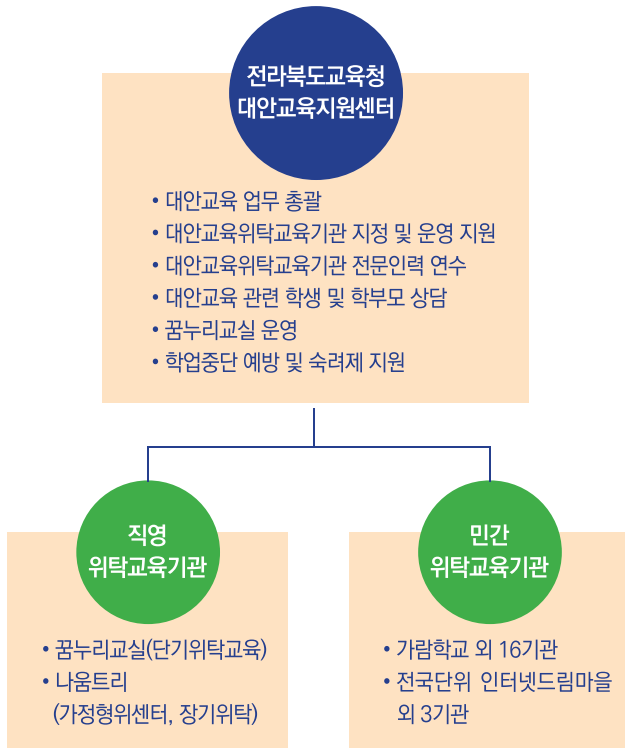 전라북도교육청
대안교육지원센터
• 대안교육 업무 총괄
• 대안교육위탁교육기관 지정 및 운영 지원
• 대안교육위탁교육기관 전문인력 연수
• 대안교육 관련 학생 및 학부모 상담
• 꿈누리교실 운영
• 학업중단 예방 및 숙려제 지원
직영
위탁교육기관
• 꿈누리교실(단기위탁교육)
• 나움트리
(가정형위센터, 장기위탁)
민간
위탁교육기관
• 가람학교 외 16기관
• 전국단위 인터넷드림마을
외 3기관